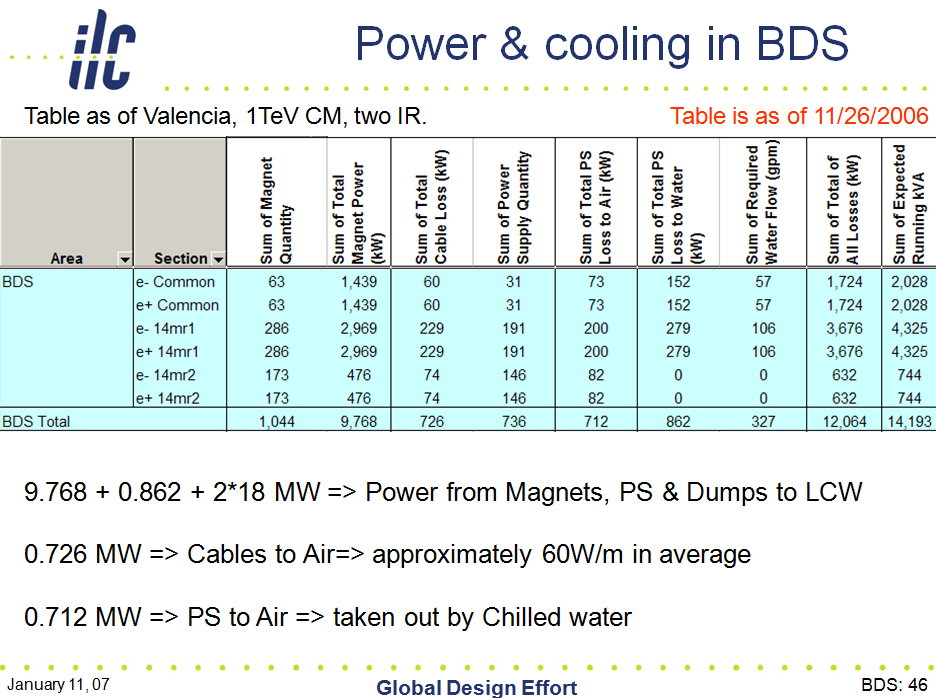 ilc
Power & cooling in BDS
Table as of Valencia, 1TeV CM, two IR. Table is as of 11/26/2006
Area Section Sum of Magnet Quantity Sum of Total Magnet Power (kW) Sum of Total Cable Loss (kW) Sum of Power Supply Quantity Sum of Total PS Loss to Air (kW) Sum of Total PS Loss to Water (kW) Sum of Required Water Flow (gpm) Sum of Total of All Losses (kW) Sum of Expected Running kVA
BDS e- Common 63 1,439 60 31 73 152 57 1,724 2,028
e+ Common 63 1,439 60 31 73 152 57 1,724 2,028
e- 14mr1 286 2,969 229 191 200 279 106 3,676 4,325
e+ 14mr1 286 2,969 229 191 200 279 106 3,676 4,325
e- 14mr2 173 476 74 146 82 0 0 632 744
e+ 14mr2 173 476 74 146 82 0 0 632 744
BDS Total 1,044 9,768 726 736 712 862 327 12,064 14,193
9.768 + 0.862 + 2*18 MW => Power from Magnets, PS & Dumps to LCW
0.726 MW => Cables to Air=> approximately 60W/m in average
0.712 MW => PS to Air => taken out by Chilled water
January 11, 07 Global Design Effort BDS: 46